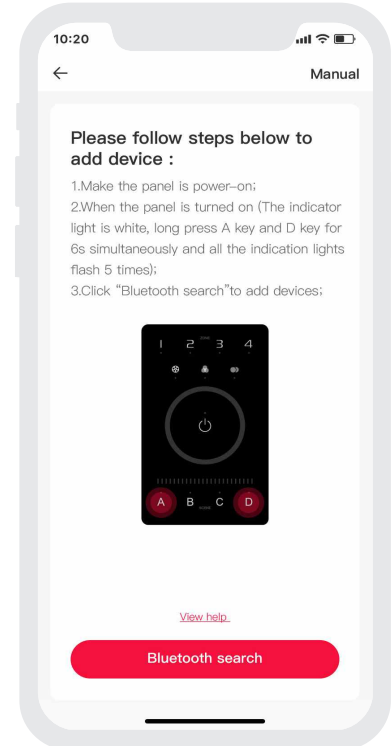 10:20
Manual
Please follow steps below to
add device :
1.Make the panel is power-on;
2.When the panel is turned on (The indicator
light is white, long press A key and D key for
6s simultaneously and all the indication lights
flash 5 times);
3.Click “Bluetooth search”to add devices;
ZONE
1 2 3 4
A B C D
View help
Bluetooth search